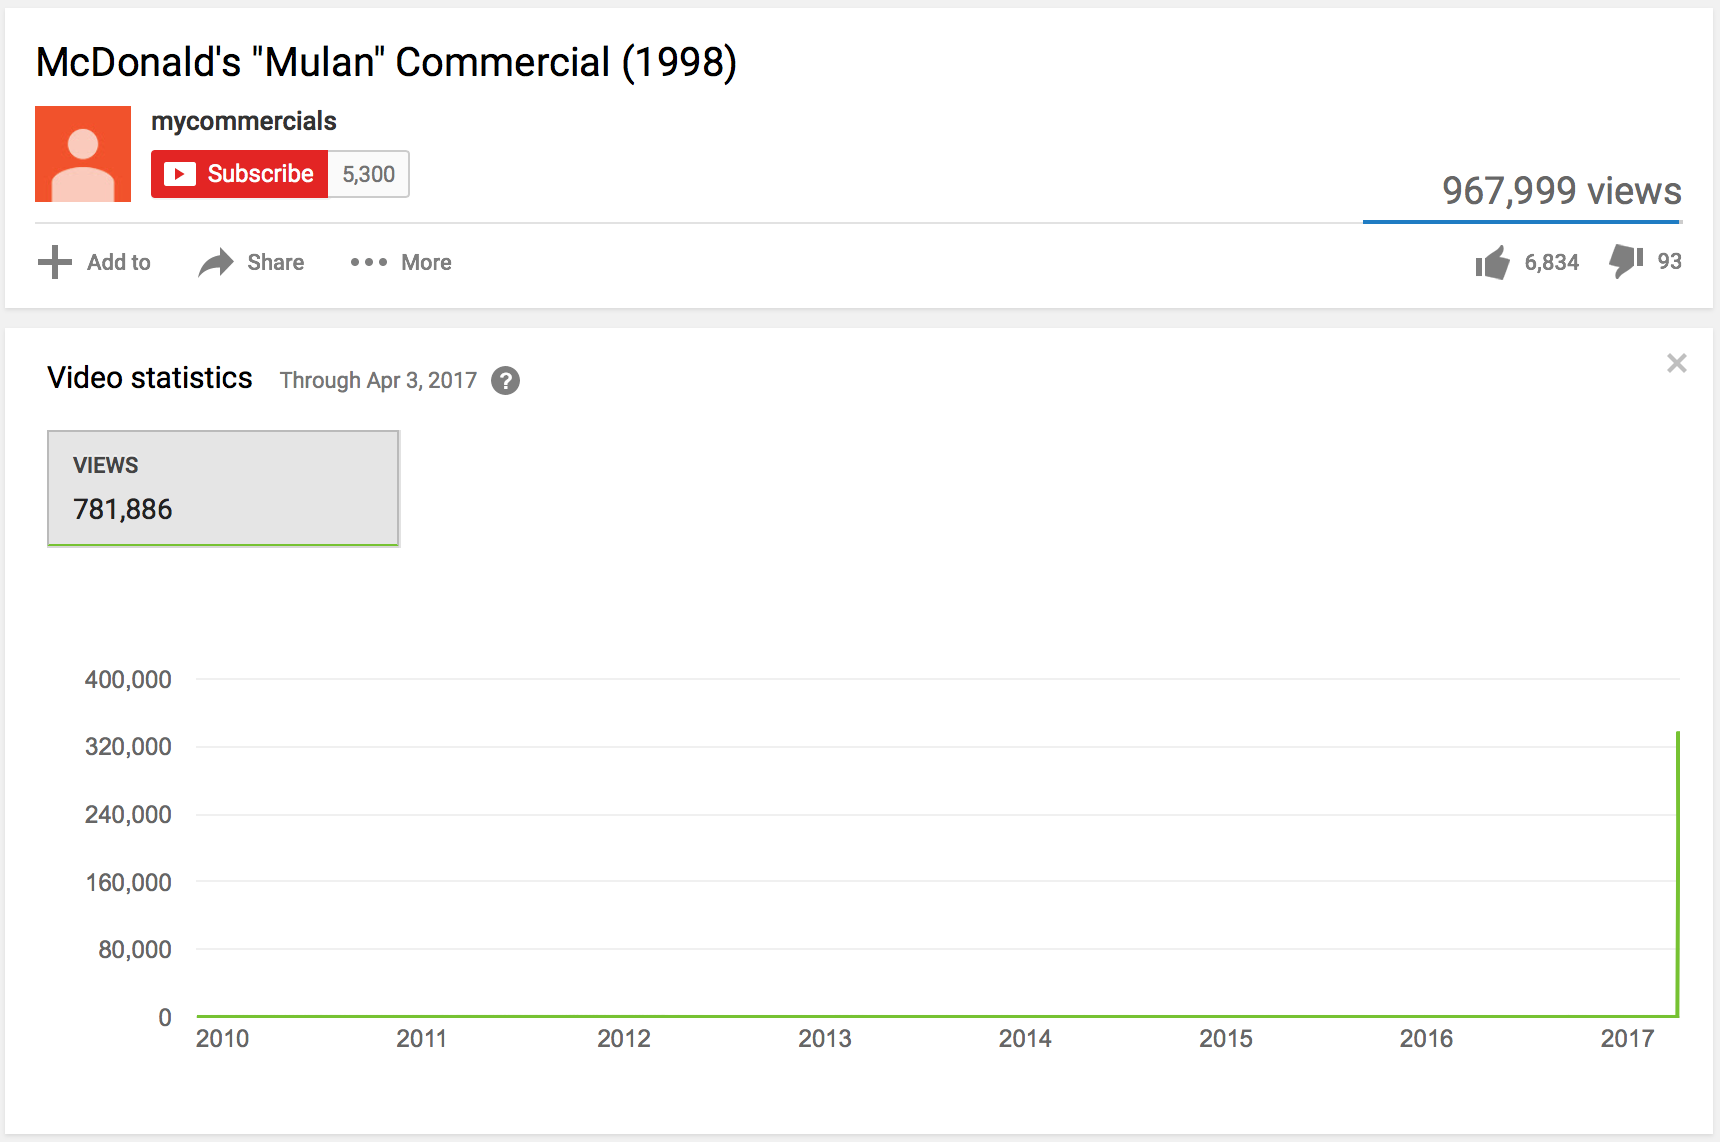 McDonald's "Mulan" Commercial (1998)
mycommercials
Subscribe 5,300
967,999 views
Add to Share More 6,834 93
Video statistics Through Apr 3, 2017 ?
VIEWS
781,886
400,000
320,000
240,000
160,000
80,000
0
2010 2011 2012 2013 2014 2015 2016 2017